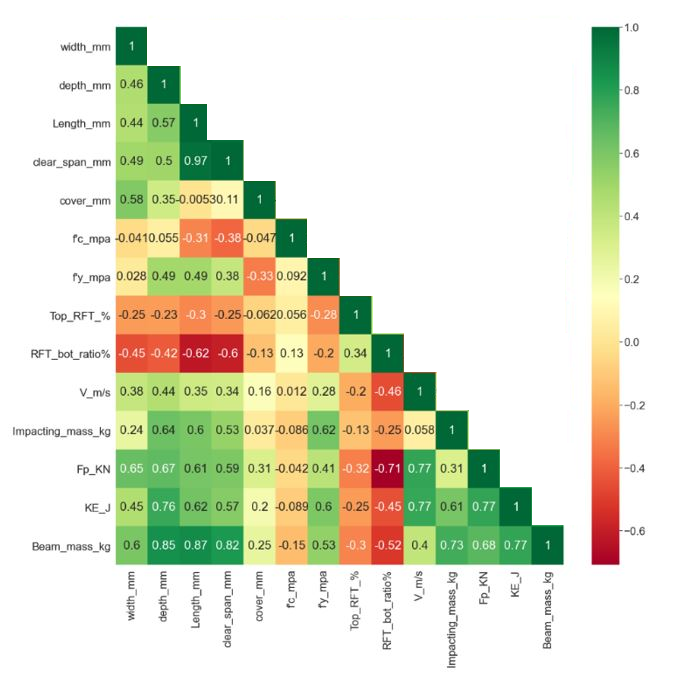 width_mm 1
depth_mm 0.46 1
Length_mm 0.44 0.57 1
clear_span_mm 0.49 0.5 0.97 1
cover_mm 0.58 0.35 -0.0053 0.11 1
f'c_mpa -0.041 0.055 -0.31 -0.38 -0.047 1
f'y_mpa 0.028 0.49 0.49 0.38 -0.33 0.092 1
Top_RFT_% -0.25 -0.23 -0.3 -0.25 -0.062 0.056 -0.28 1
RFT_bot_ratio% -0.45 -0.42 -0.62 -0.6 -0.13 0.13 -0.2 0.34 1
V_m/s 0.38 0.44 0.35 0.34 0.16 0.012 0.28 -0.2 -0.46 1
Impacting_mass_kg 0.24 0.64 0.6 0.53 0.037 -0.086 0.62 -0.13 -0.25 0.058 1
Fp_KN 0.65 0.67 0.61 0.59 0.31 -0.042 0.41 -0.32 -0.71 0.77 0.31 1
KE_J 0.45 0.76 0.62 0.57 0.2 -0.089 0.6 -0.25 -0.45 0.77 0.61 0.77 1
Beam_mass_kg 0.6 0.85 0.87 0.82 0.25 -0.15 0.53 -0.3 -0.52 0.4 0.73 0.68 0.77 1
width_mm
depth_mm
Length_mm
clear_span_mm
cover_mm
f'c_mpa
f'y_mpa
Top_RFT_%
RFT_bot_ratio%
V_m/s
Impacting_mass_kg
Fp_KN
KE_J
Beam_mass_kg
1.0
0.8
0.6
0.4
0.2
0.0
−0.2
−0.4
−0.6